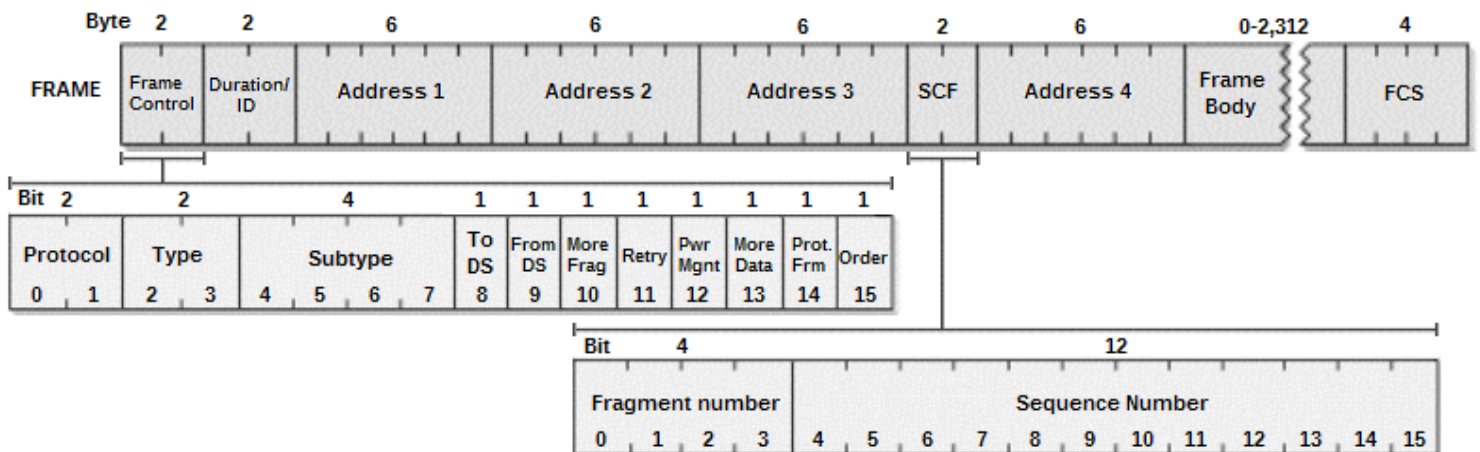 Byte 2 2 6 6 6 2 6 0-2,312 4
FRAME Frame Control Duration/ ID Address 1 Address 2 Address 3 SCF Address 4 Frame Body FCS
Bit 2 2 4 1 1 1 1 1 1 1 1
Protocol Type Subtype To DS From DS More Frag Retry Pwr Mgnt More Data Prot. Frm Order
0 1 2 3 4 5 6 7 8 9 10 11 12 13 14 15
Bit 4 12
Fragment number Sequence Number
0 1 2 3 4 5 6 7 8 9 10 11 12 13 14 15